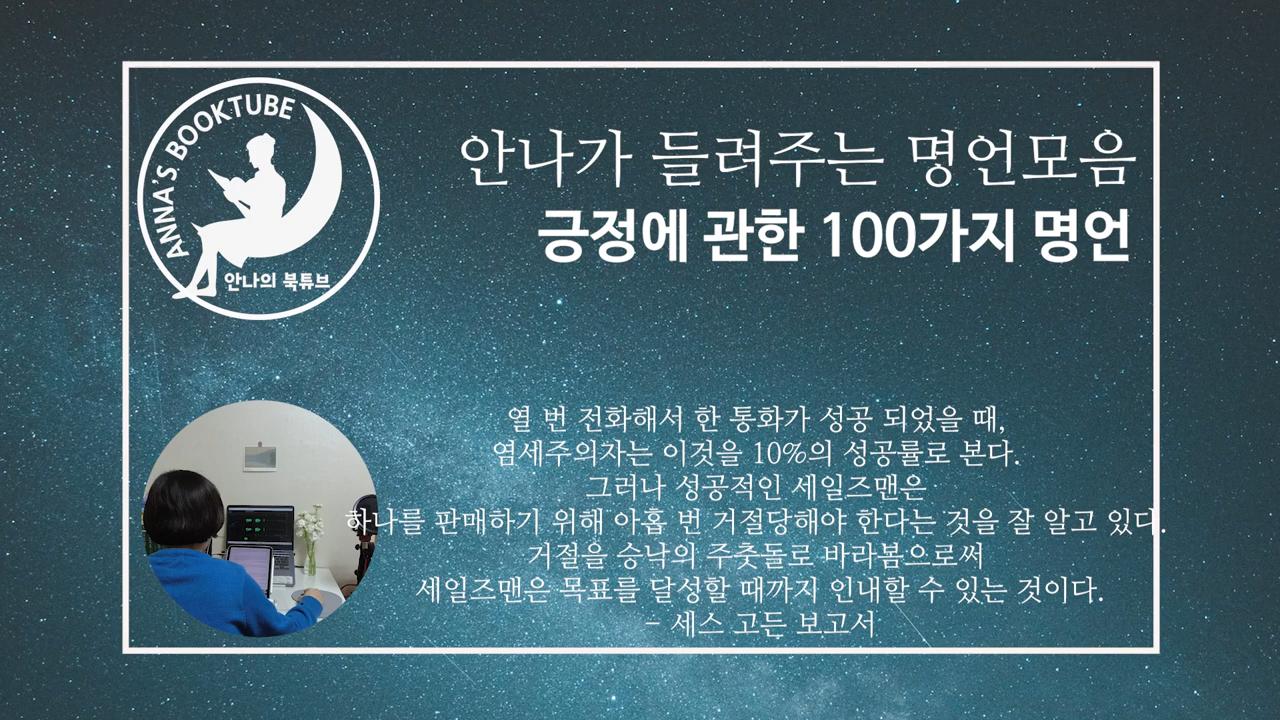 ANNA'S BOOKTUBE
안나의 북튜브
안나가 들려주는 명언모음
긍정에 관한 100가지 명언
열 번 전화해서 한 통화가 성공 되었을 때,
염세주의자는 이것을 10%의 성공률로 본다.
그러나 성공적인 세일즈맨은
하나를 판매하기 위해 아홉 번 거절당해야 한다는 것을 잘 알고 있다.
거절을 승낙의 주춧돌로 바라봄으로써
세일즈맨은 목표를 달성할 때까지 인내할 수 있는 것이다.
- 세스 고든 보고서